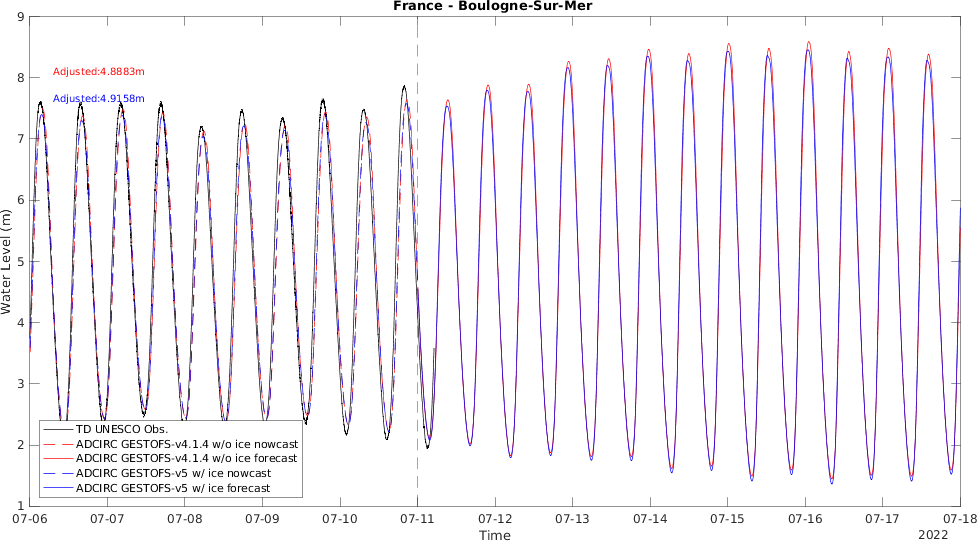 France - Boulogne-Sur-Mer
9
8
7
6
5
4
3
2
1
Water Level (m)
Adjusted:4.8883m
Adjusted:4.9158m
TD UNESCO Obs.
ADCIRC GESTOFS-v4.1.4 w/o ice nowcast
ADCIRC GESTOFS-v4.1.4 w/o ice forecast
ADCIRC GESTOFS-v5 w/ ice nowcast
ADCIRC GESTOFS-v5 w/ ice forecast
07-06 07-07 07-08 07-09 07-10 07-11 07-12 07-13 07-14 07-15 07-16 07-17 07-18
Time
2022